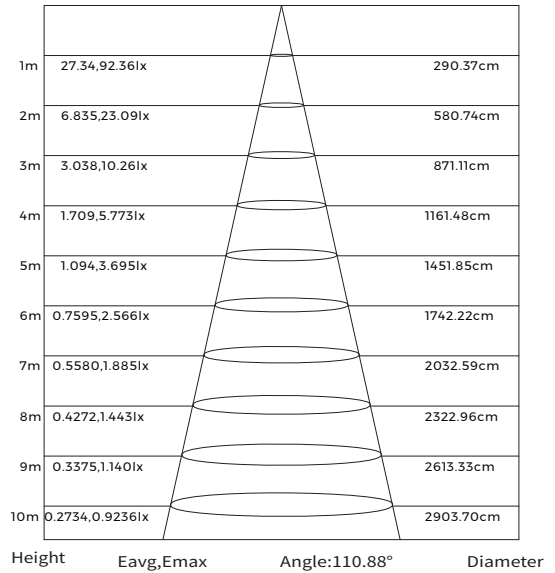 1m 27.34,92.36lx 290.37cm
2m 6.835,23.09lx 580.74cm
3m 3.038,10.26lx 871.11cm
4m 1.709,5.773lx 1161.48cm
5m 1.094,3.695lx 1451.85cm
6m 0.7595,2.566lx 1742.22cm
7m 0.5580,1.885lx 2032.59cm
8m 0.4272,1.443lx 2322.96cm
9m 0.3375,1.140lx 2613.33cm
10m 0.2734,0.9236lx 2903.70cm
Height Eavg,Emax Angle:110.88° Diameter